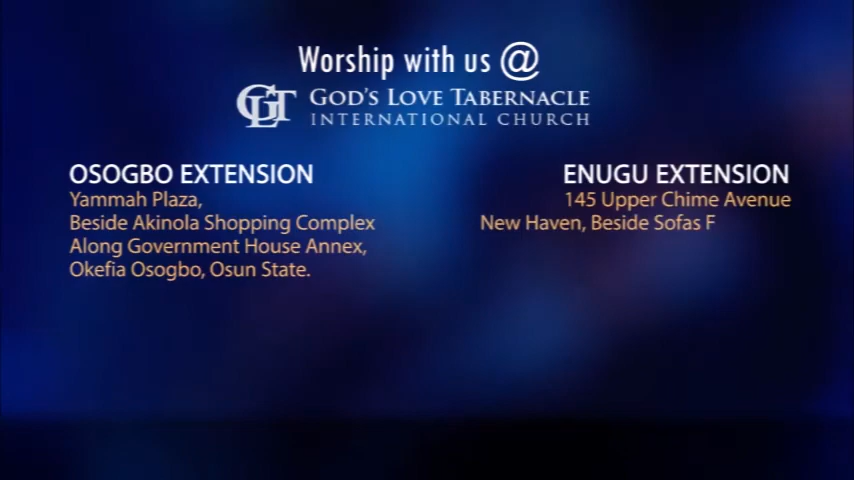 Worship with us @
GLT GOD'S LOVE TABERNACLE
INTERNATIONAL CHURCH
OSOGBO EXTENSION
Yammah Plaza,
Beside Akinola Shopping Complex
Along Government House Annex,
Okefia Osogbo, Osun State.
ENUGU EXTENSION
145 Upper Chime Avenue
New Haven, Beside Sofas F